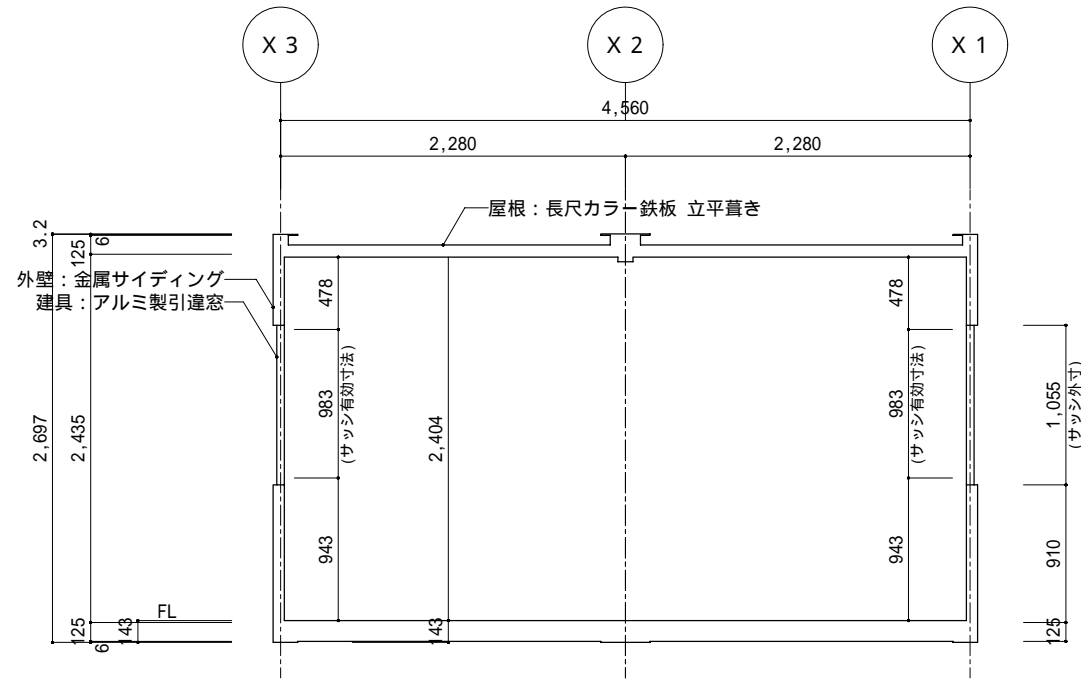 X 3
X 2
X 1
4,560
2,280
2,280
屋根：長尺カラー鉄板 立平葺き
3.2
6
125
外壁：金属サイディング
建具：アルミ製引違窓
478
478
983
(サッシ有効寸法)
983
(サッシ有効寸法)
1,055
(サッシ外寸)
2,697
2,435
2,404
943
943
910
FL
125
6
143
143
125